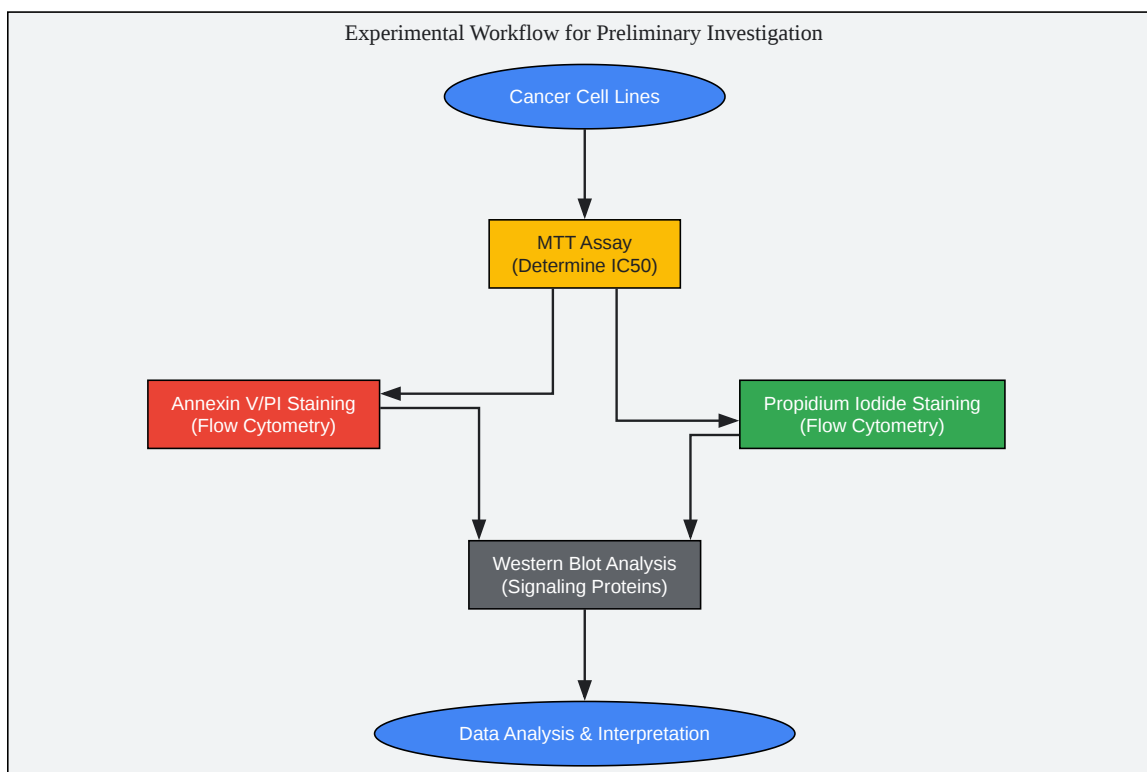 Experimental Workflow for Preliminary Investigation
Cancer Cell Lines
MTT Assay
(Determine IC50)
Annexin V/PI Staining
(Flow Cytometry)
Propidium Iodide Staining
(Flow Cytometry)
Western Blot Analysis
(Signaling Proteins)
Data Analysis & Interpretation